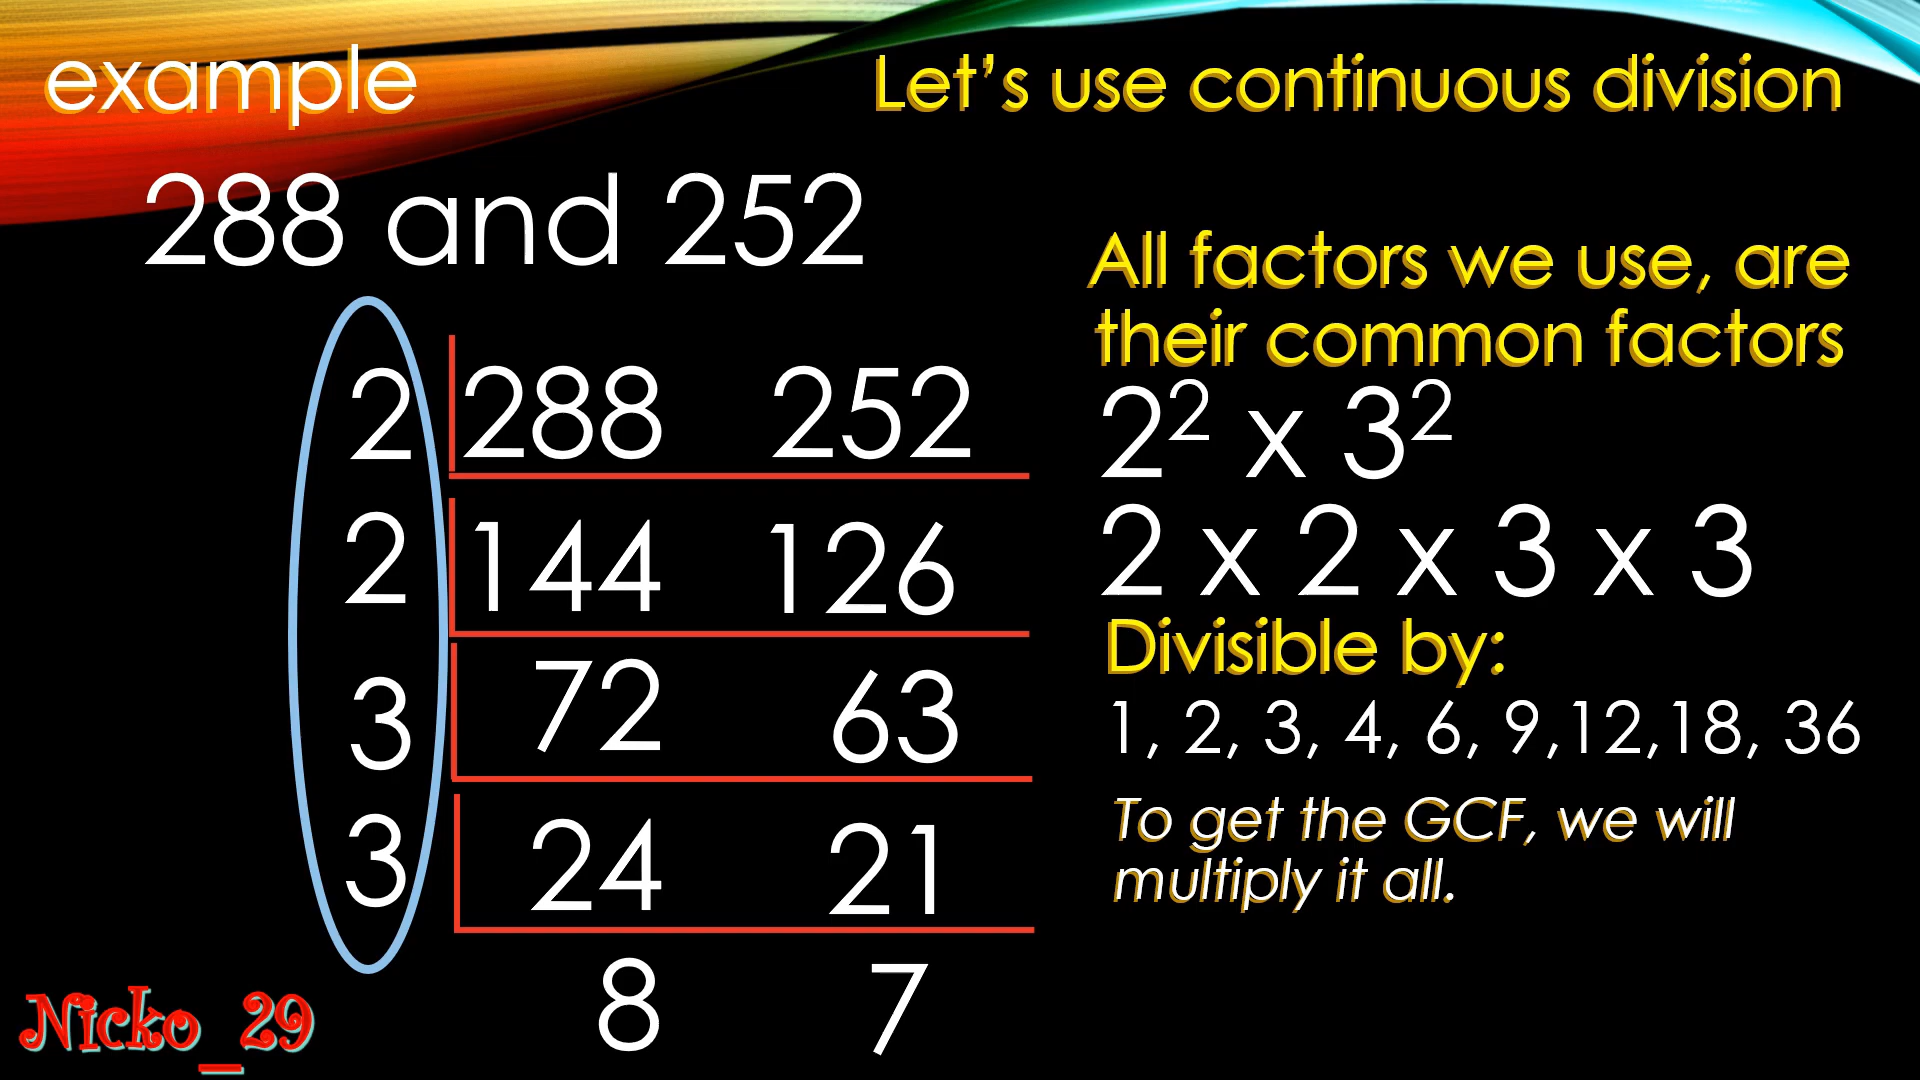 example
Let’s use continuous division
288 and 252
2 288 252
2 144 126
3 72 63
3 24 21
8 7
All factors we use, are
their common factors
2² x 3²
2 x 2 x 3 x 3
Divisible by:
1, 2, 3, 4, 6, 9,12,18, 36
To get the GCF, we will
multiply it all.
Nicko_29